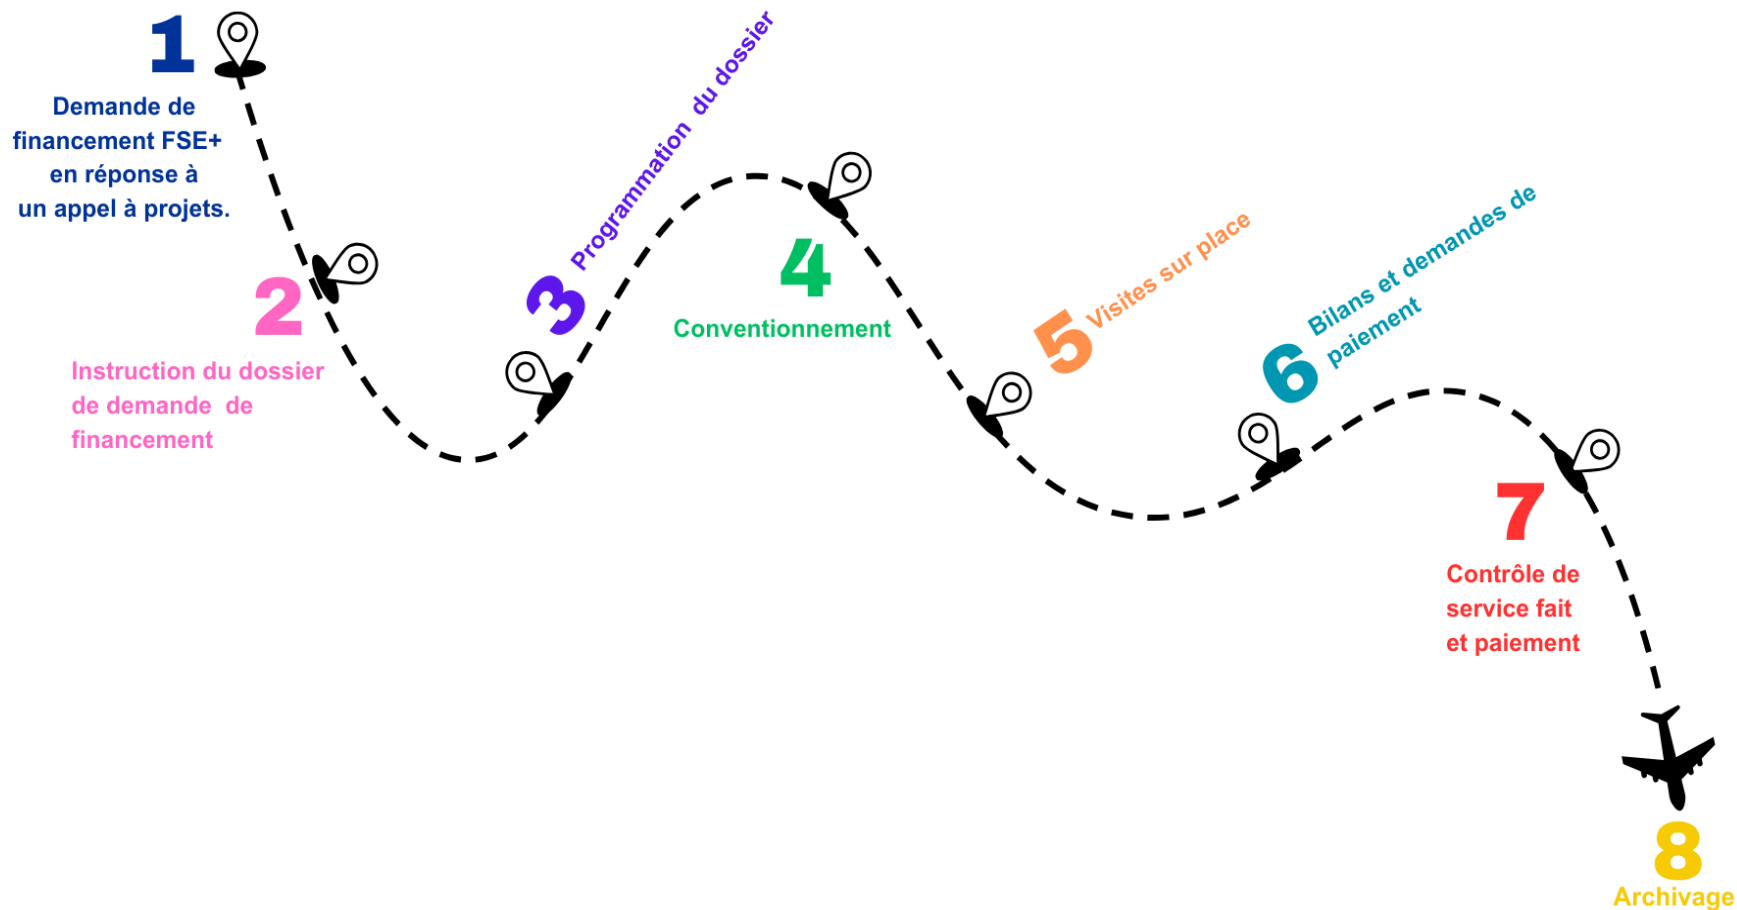 1
Demande de
financement FSE+
en réponse à
un appel à projets.
2
Instruction du dossier
de demande de
financement
3
Programmation du dossier
4
Conventionnement
5
Visites sur place
6
Bilans et demandes de
paiement
7
Contrôle de
service fait
et paiement
8
Archivage